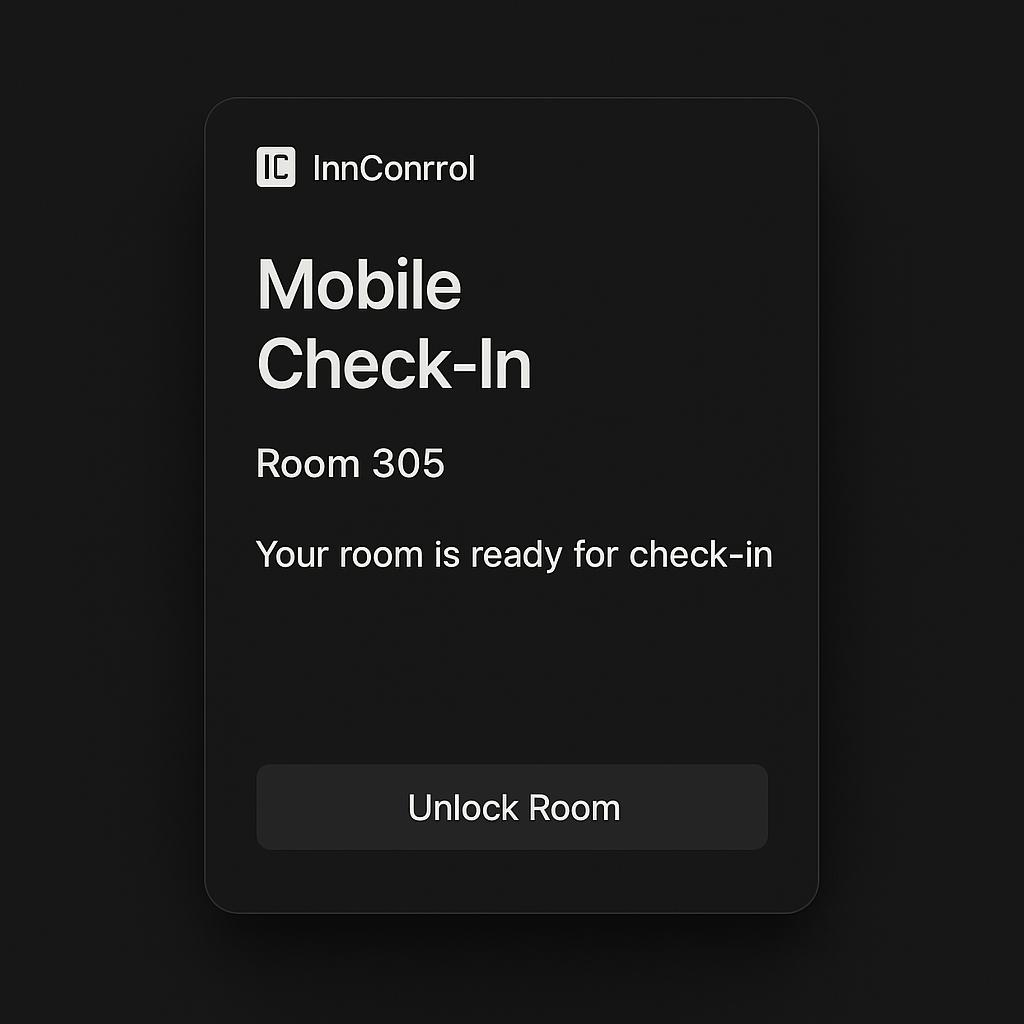 IC InnConrrol
Mobile
Check-In
Room 305
Your room is ready for check-in
Unlock Room